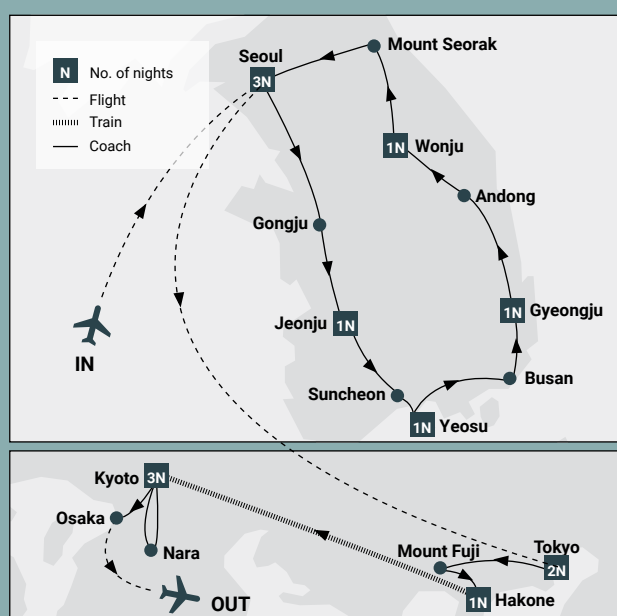 N No. of nights
Flight
Train
Coach
Seoul
3N
Mount Seorak
1N Wonju
Andong
Gongju
Jeonju 1N
1N Gyeongju
IN
Suncheon
Busan
1N Yeosu
Kyoto 3N
Osaka
Nara
OUT
Mount Fuji
Tokyo
2N
1N Hakone